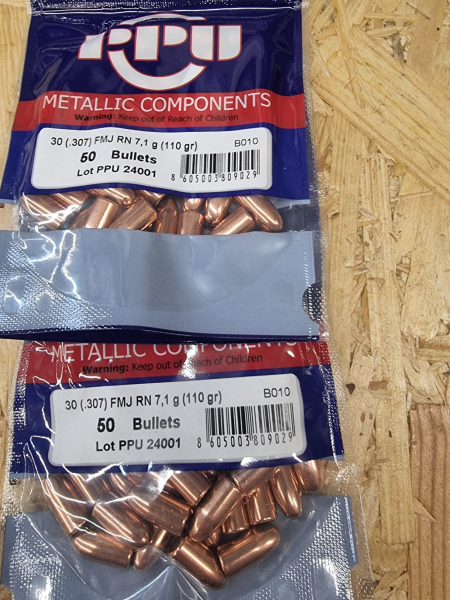 PPU
METALLIC COMPONENTS
Warning: Keep out of Reach of Children
30 (.307) FMJ RN 7,1 g (110 gr) B010
50 Bullets
Lot PPU 24001 8 605003 809029
METALLIC COMPONENTS
Warning: Keep out of Reach of Children
30 (.307) FMJ RN 7,1 g (110 gr) B010
50 Bullets
Lot PPU 24001 8 605003 809029